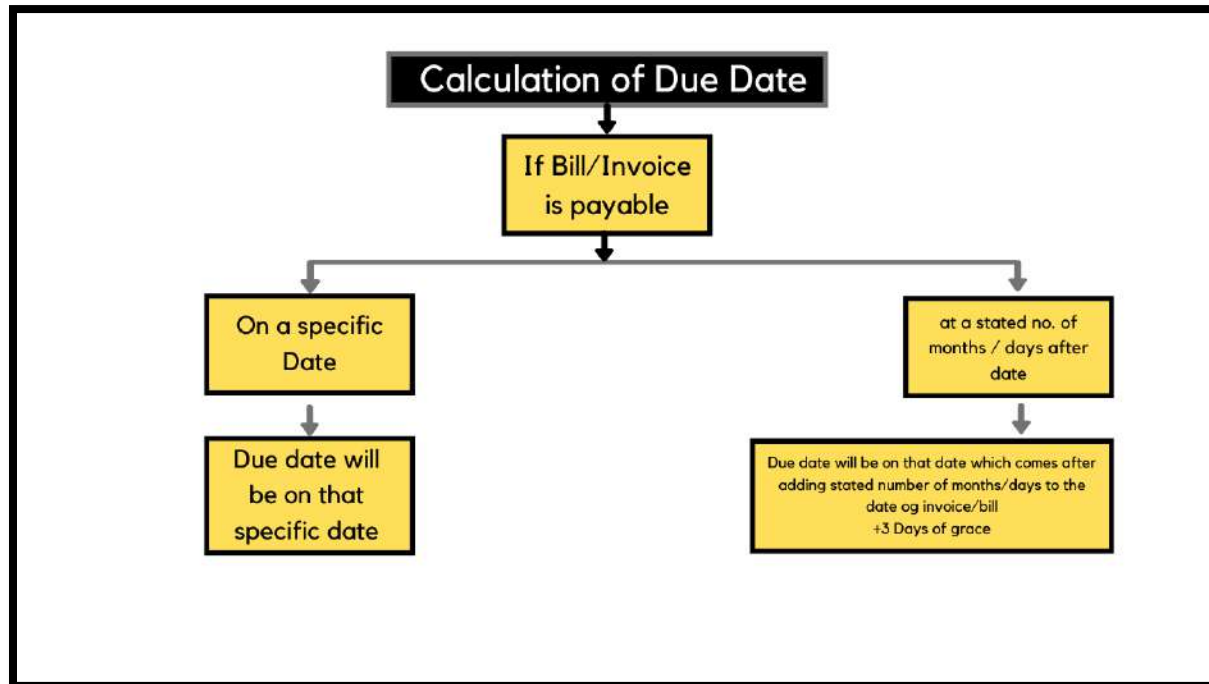 Calculation of Due Date
If Bill/Invoice
is payable
On a specific
Date
at a stated no. of
months / days after
date
Due date will
be on that
specific date
Due date will be on that date which comes after
adding stated number of months/days to the
date og invoice/bill
+3 Days of grace